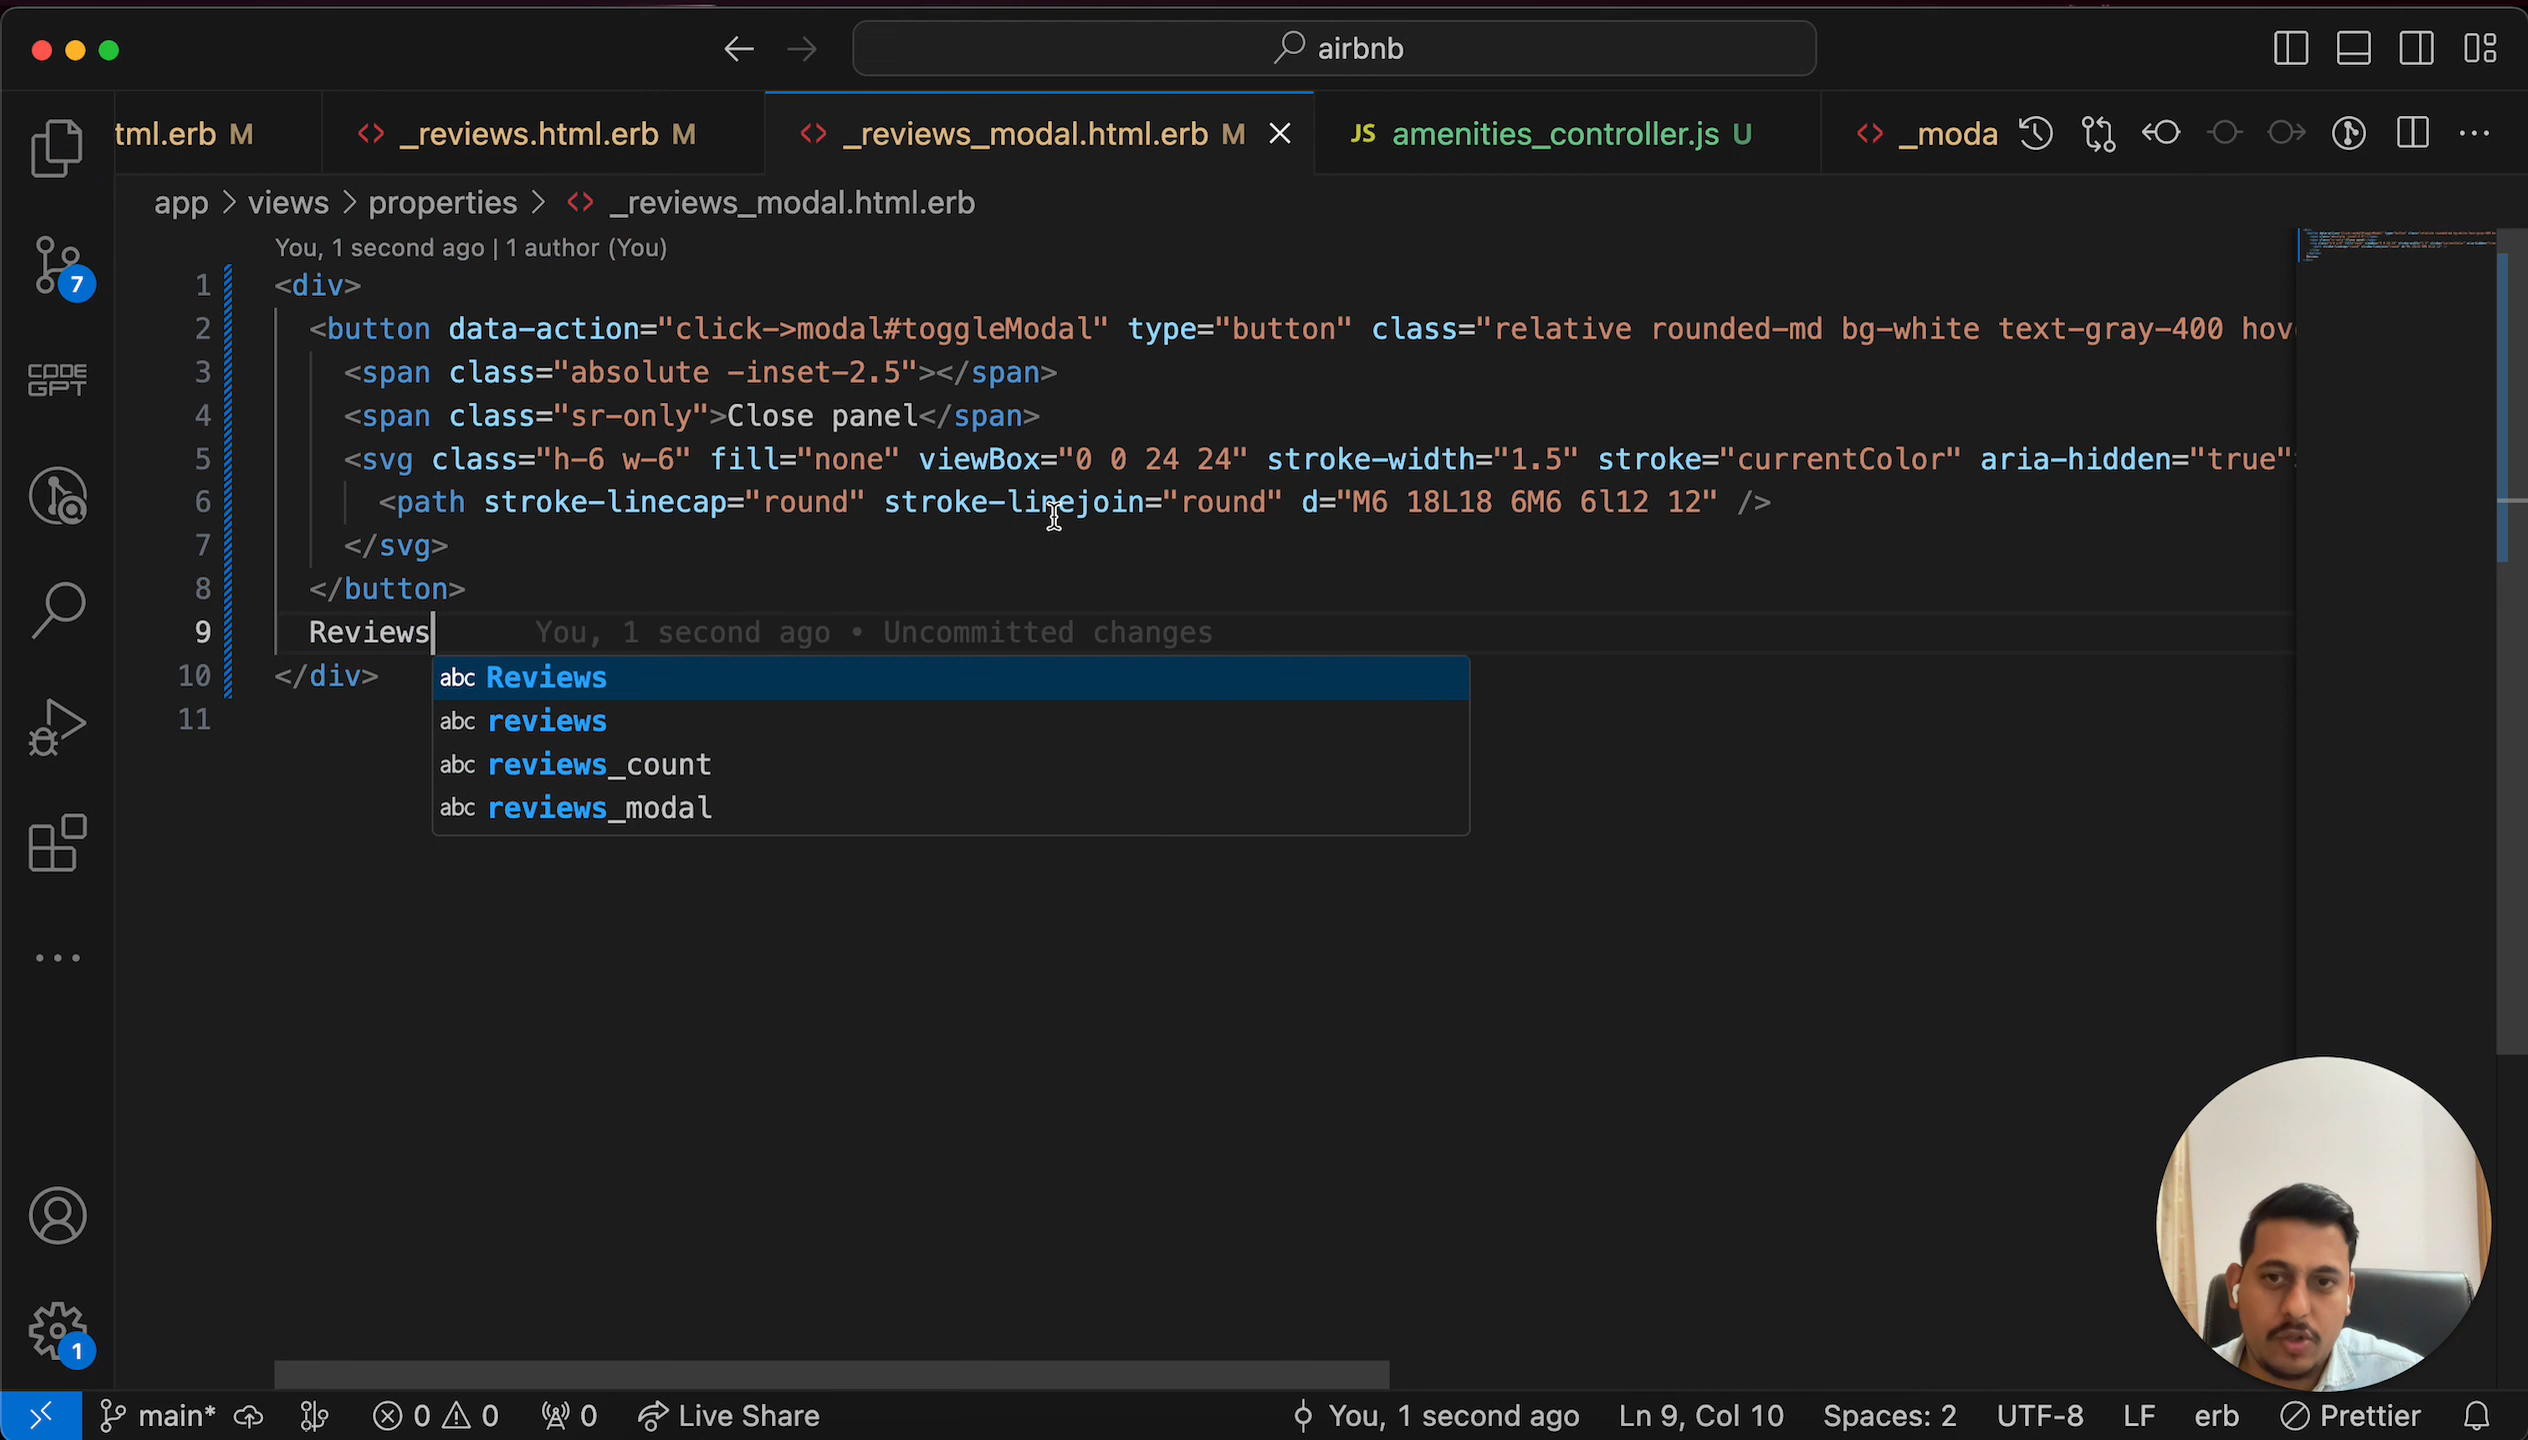 airbnb
tml.erb M
_reviews.html.erb M
_reviews_modal.html.erb M
JS amenities_controller.js U
_moda
app > views > properties > _reviews_modal.html.erb
You, 1 second ago | 1 author (You)
1 <div>
2 <button data-action="click->modal#toggleModal" type="button" class="relative rounded-md bg-white text-gray-400 hov
3 <span class="absolute -inset-2.5"></span>
4 <span class="sr-only">Close panel</span>
5 <svg class="h-6 w-6" fill="none" viewBox="0 0 24 24" stroke-width="1.5" stroke="currentColor" aria-hidden="true"
6 <path stroke-linecap="round" stroke-linejoin="round" d="M6 18L18 6M6 6l12 12" />
7 </svg>
8 </button>
9 Reviews You, 1 second ago • Uncommitted changes
10 </div>
11
abc Reviews
abc reviews
abc reviews_count
abc reviews_modal
7
CODE
GPT
1
main* 0 0 0 Live Share You, 1 second ago Ln 9, Col 10 Spaces: 2 UTF-8 LF erb Prettier